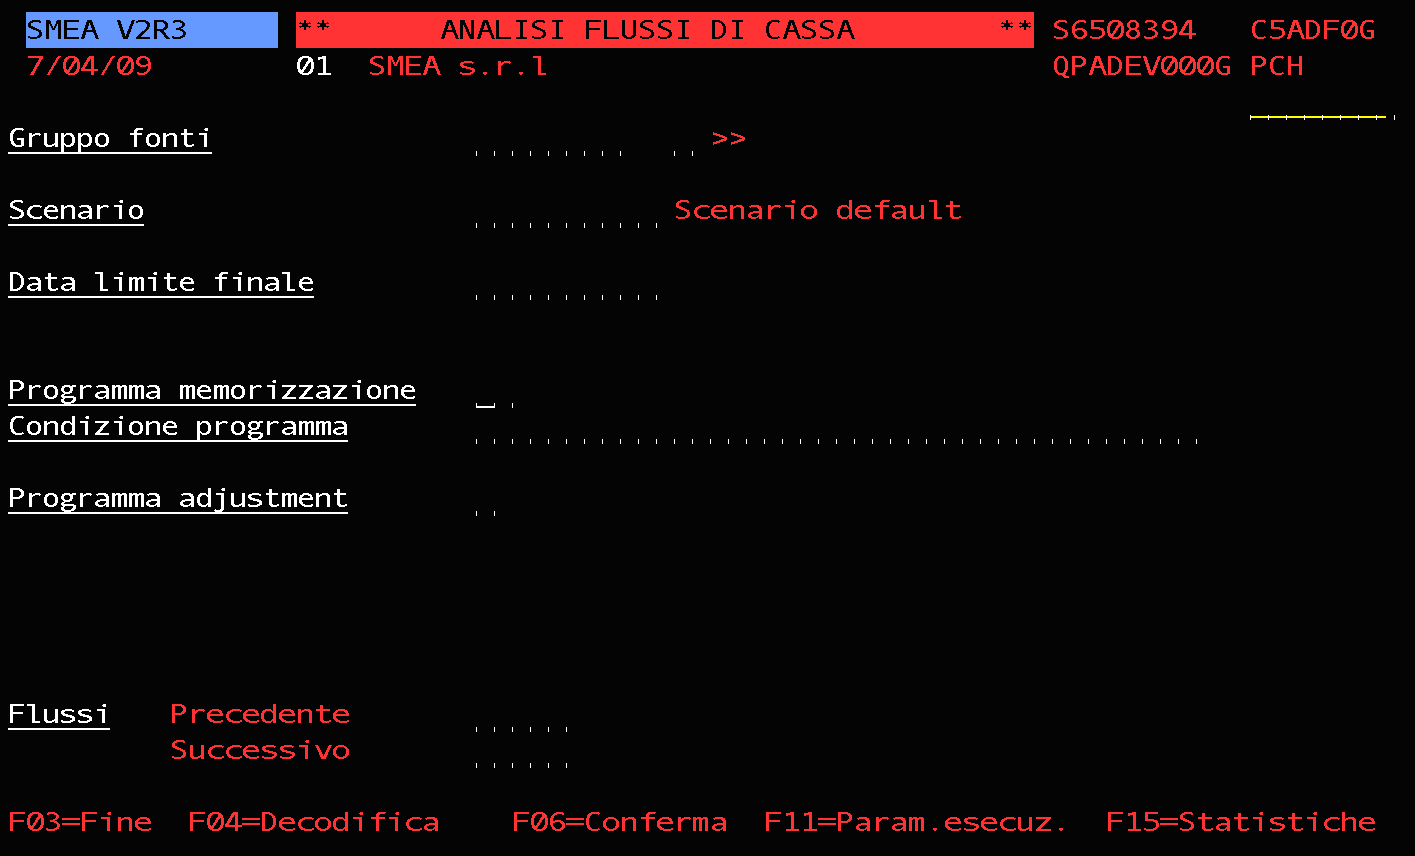 SMEA V2R3 ** ANALISI FLUSSI DI CASSA ** S6508394 C5ADF0G
7/04/09 01 SMEA s.r.l QPADEV000G PCH
Gruppo fonti >>
Scenario Scenario default
Data limite finale
Programma memorizzazione
Condizione programma
Programma adjustment
Flussi Precedente
Successivo
F03=Fine F04=Decodifica F06=Conferma F11=Param.esecuz. F15=Statistiche